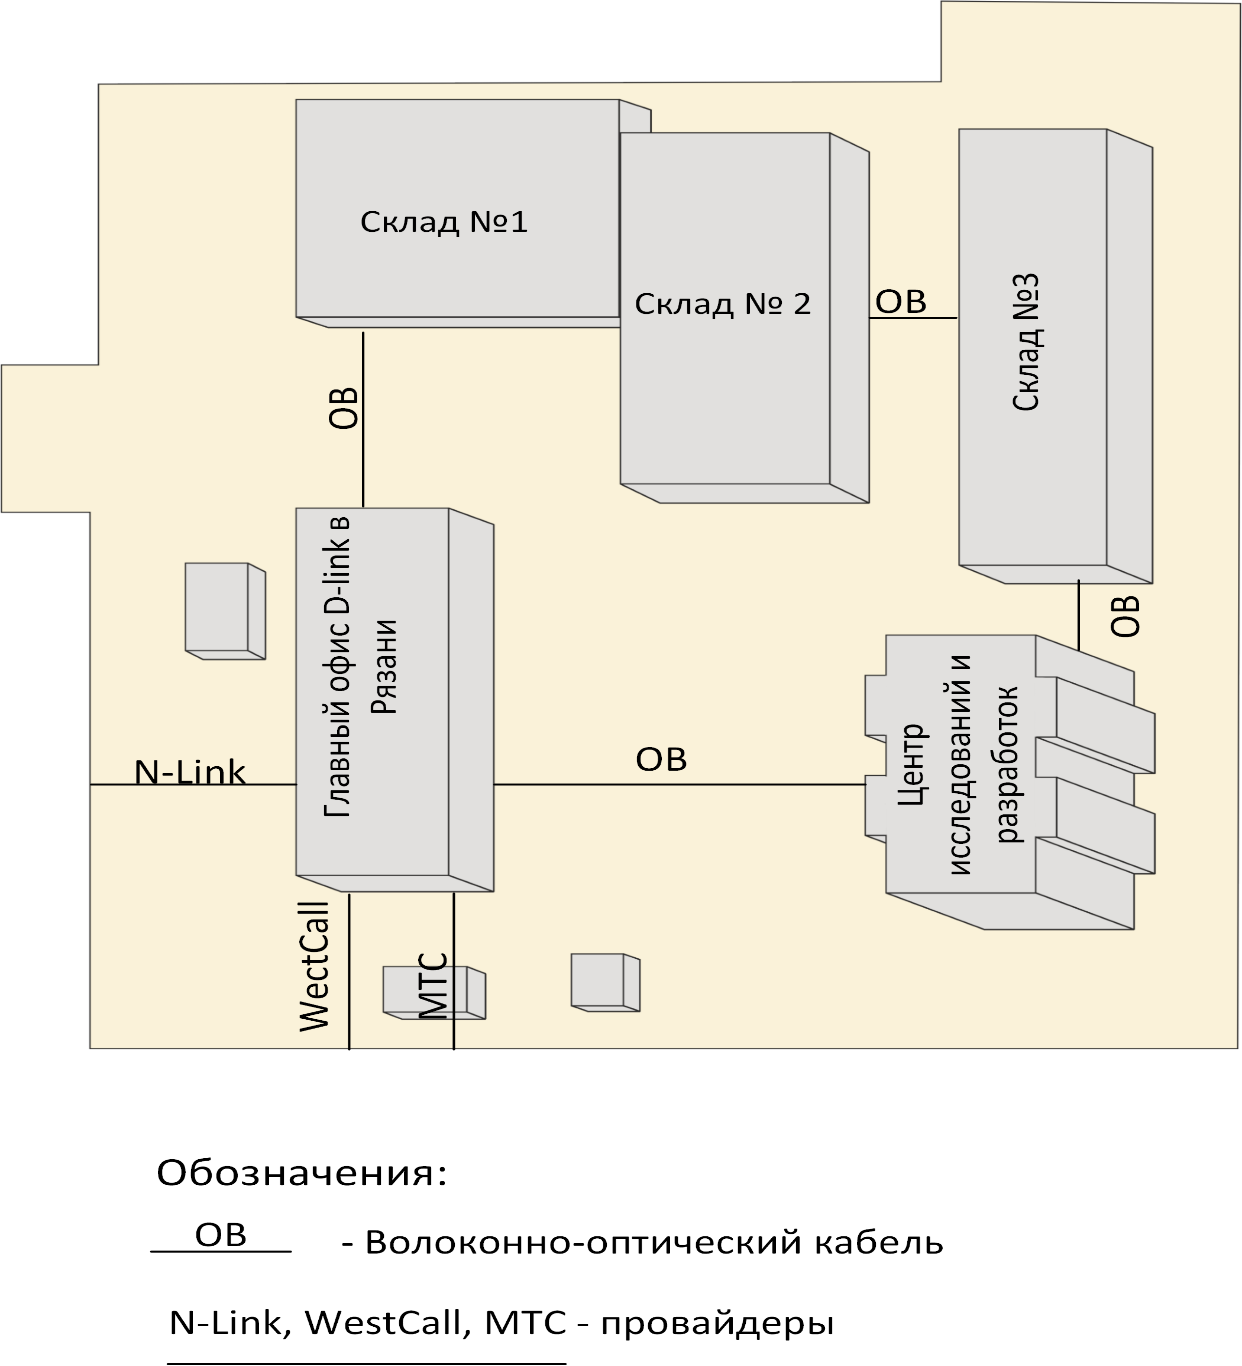 Склад №1
Склад № 2
ОВ
Склад №3
ОВ
ОВ
Главный офис D-link в
Рязани
Центр
исследований и
разработок
ОВ
N-Link
WectCall
МТС
Обозначения:
ОВ - Волоконно-оптический кабель
N-Link, WestCall, МТС - провайдеры